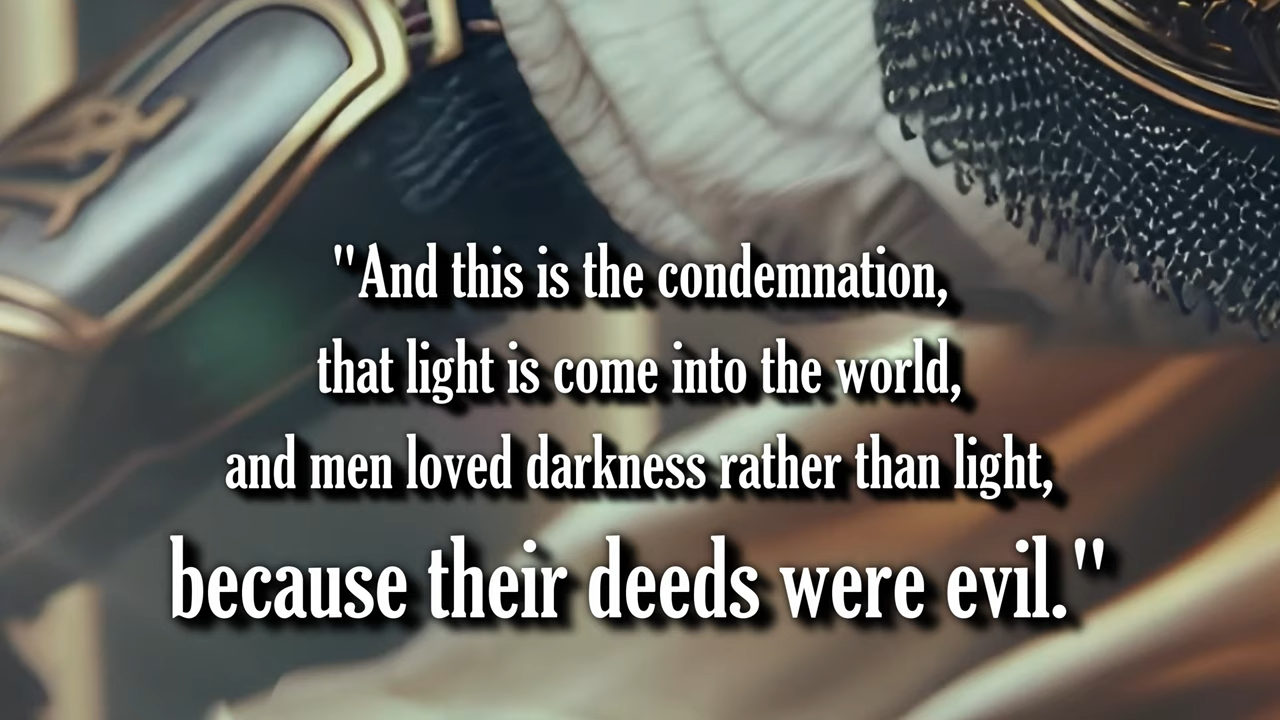 "And this is the condemnation,
that light is come into the world,
and men loved darkness rather than light,
because their deeds were evil."